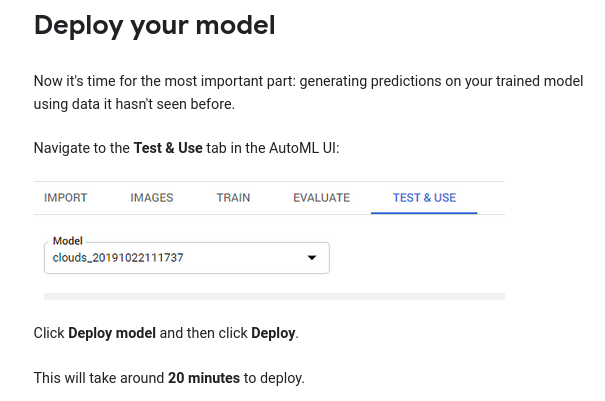 Deploy your model
Now it's time for the most important part: generating predictions on your trained model
using data it hasn't seen before.
Navigate to the Test & Use tab in the AutoML UI:
IMPORT IMAGES TRAIN EVALUATE TEST & USE
Model
clouds_20191022111737
Click Deploy model and then click Deploy.
This will take around 20 minutes to deploy.